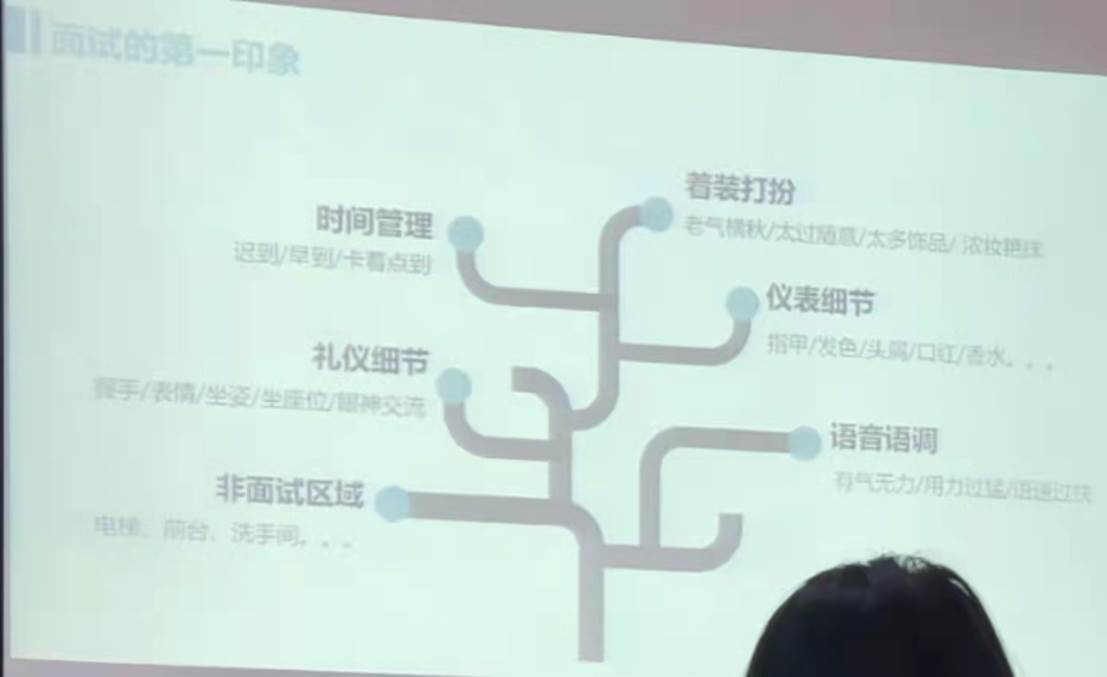 面试的第一印象
时间管理
迟到/早到/卡着点到
着装打扮
老气横秋/太过随意/太多饰品/ 浓妆艳抹
仪表细节
指甲/发色/头屑/口红/香水。。。
礼仪细节
握手/表情/坐姿/坐座位/眼神交流
语音语调
有气无力/用力过猛/语速过快
非面试区域
电梯、前台、洗手间。。。